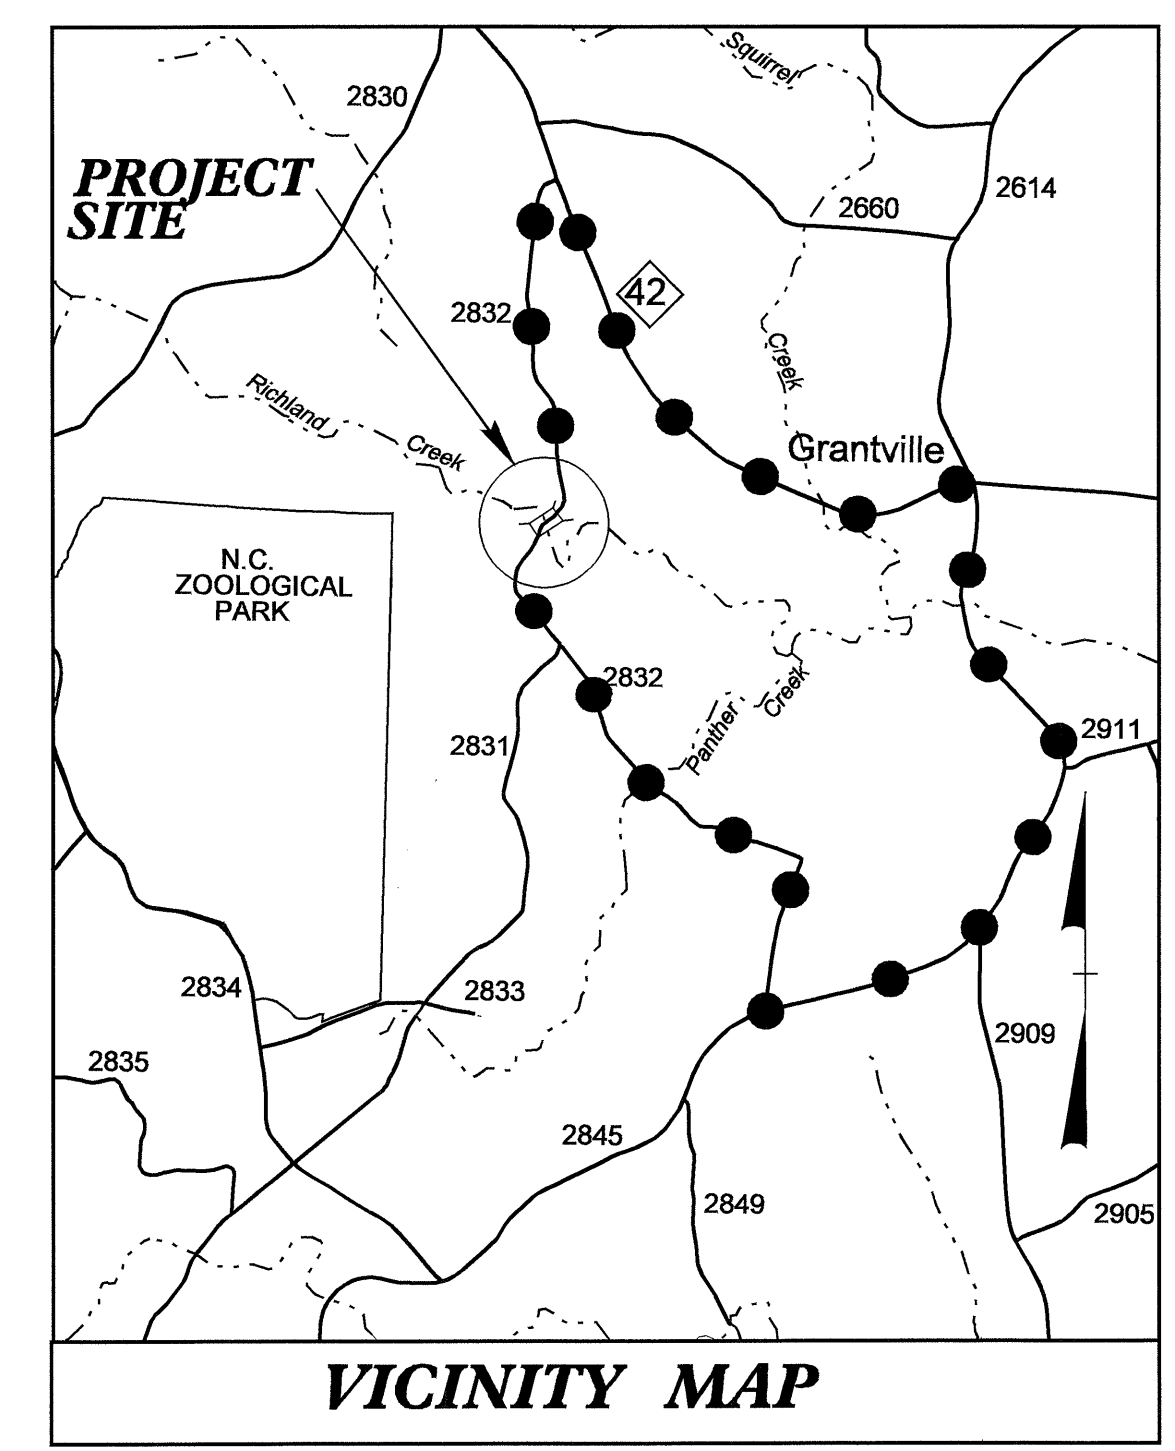 Squirrel
2830
PROJECT
SITE
2614
2660
42
2832
Creek
Richland
Creek
Grantville
N.C.
ZOOLOGICAL
PARK
2832
Creek
Panther
2911
2831
2834
2833
2909
2835
2845
2849
2905
VICINITY MAP